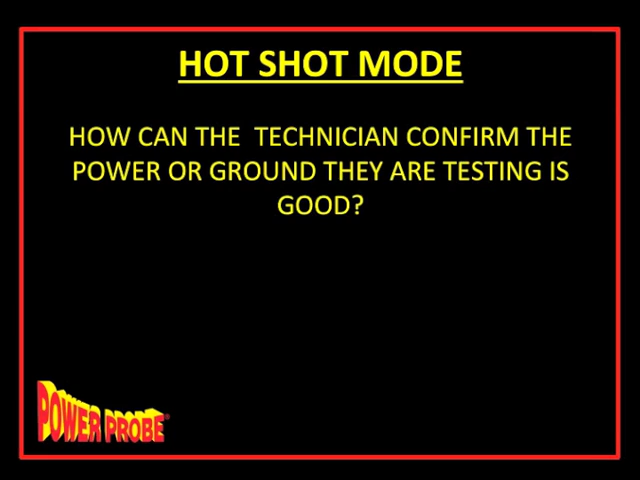 HOT SHOT MODE
HOW CAN THE  TECHNICIAN CONFIRM THE
POWER OR GROUND THEY ARE TESTING IS
GOOD?
POWER PROBE®